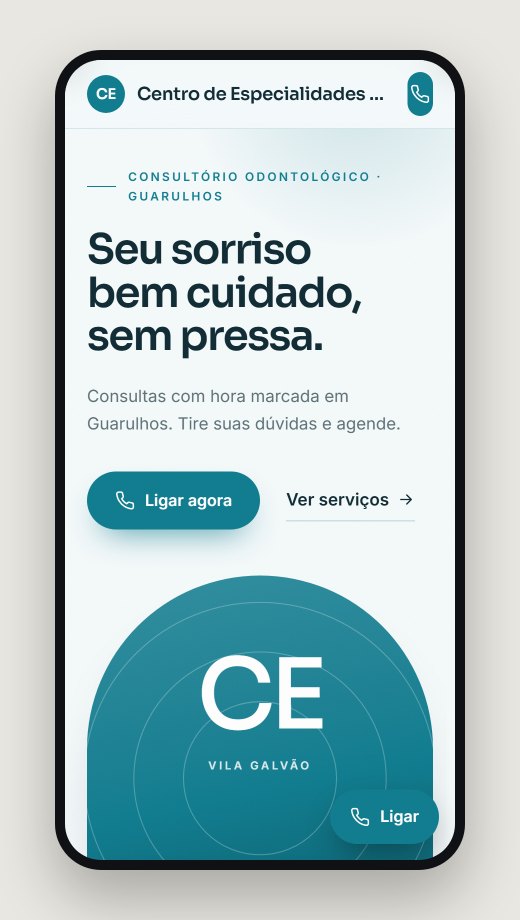 CE Centro de Especialidades ...
CONSULTÓRIO ODONTOLÓGICO ·
GUARULHOS
Seu sorriso
bem cuidado,
sem pressa.
Consultas com hora marcada em
Guarulhos. Tire suas dúvidas e agende.
Ligar agora
Ver serviços →
CE
VILA GALVÃO
Ligar